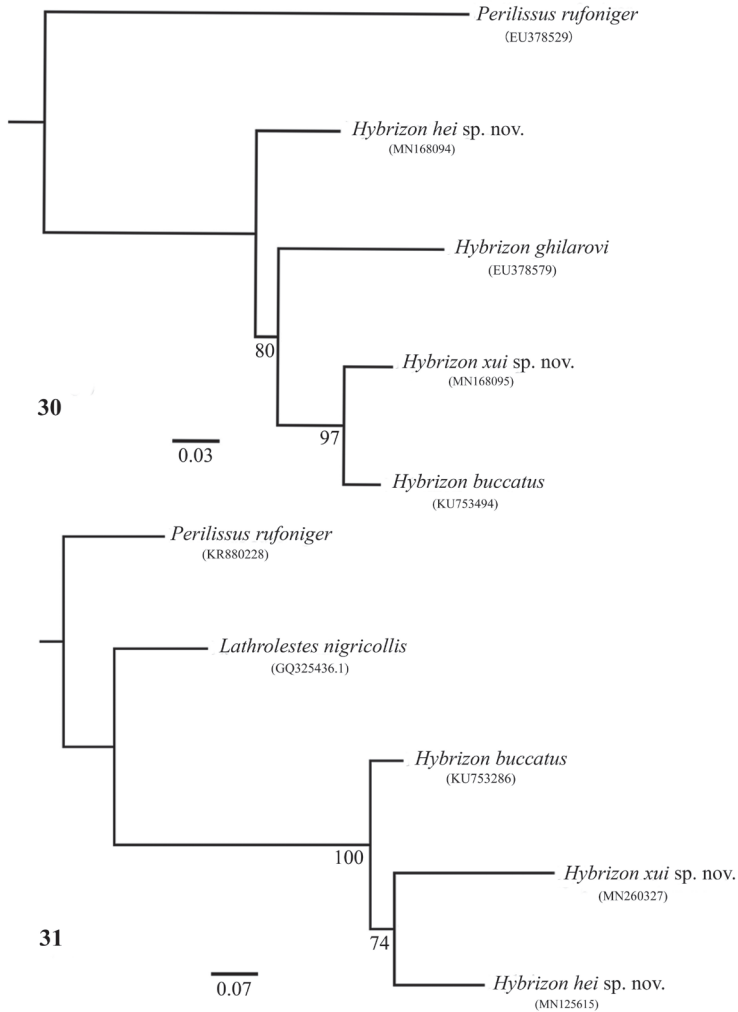 Perilissus rufoniger
(EU378529)
Hybrizon hei sp. nov.
(MN168094)
Hybrizon ghilarovi
(EU378579)
80
Hybrizon xui sp. nov.
(MN168095)
30
97
0.03
Hybrizon buccatus
(KU753494)
Perilissus rufoniger
(KR880228)
Lathrolestes nigricollis
(GQ325436.1)
Hybrizon buccatus
(KU753286)
100
Hybrizon xui sp. nov.
(MN260327)
31
74
0.07
Hybrizon hei sp. nov.
(MN125615)